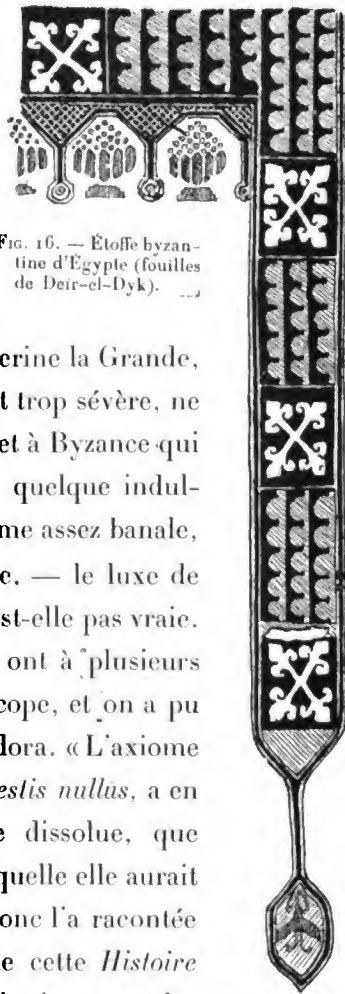 FIG. 16. — Étoffe byzan-
tine d'Égypte (fouilles
de Deir-el-Dyk).
erine la Grande,
t trop sévère, ne
et à Byzance qui
quelque indul-
me assez banale,
e. — le luxe de
st-elle pas vraie.
ont à plusieurs
cope, et on a pu
dora. « L'axiome
estis nullus, a en
e dissolue, que
quelle elle aurait
onc l'a racontée
e cette Histoire